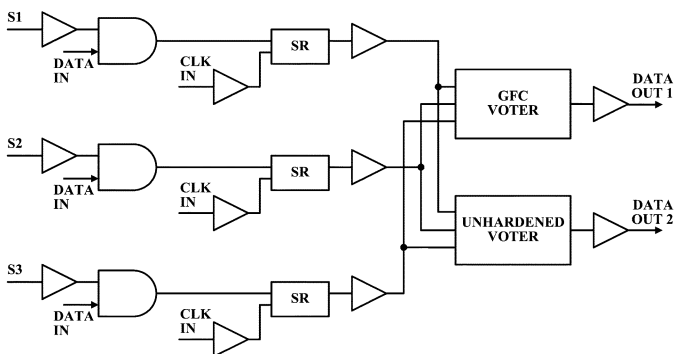 S1
DATA
IN
CLK
IN
SR
GFC
VOTER
DATA
OUT 1
S2
DATA
IN
CLK
IN
SR
UNHARDENED
VOTER
DATA
OUT 2
S3
DATA
IN
CLK
IN
SR